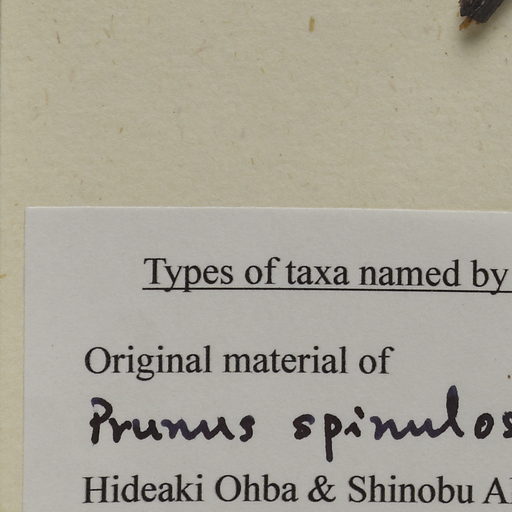 Types of taxa named by
Original material of
Prunus spinulos
Hideaki Ohba & Shinobu A